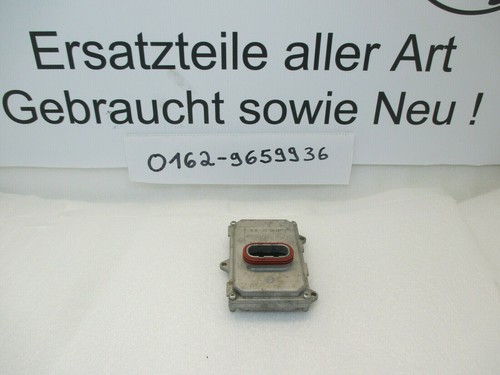 Ersatzteile aller Art
Gebraucht sowie Neu !
0162-9659936